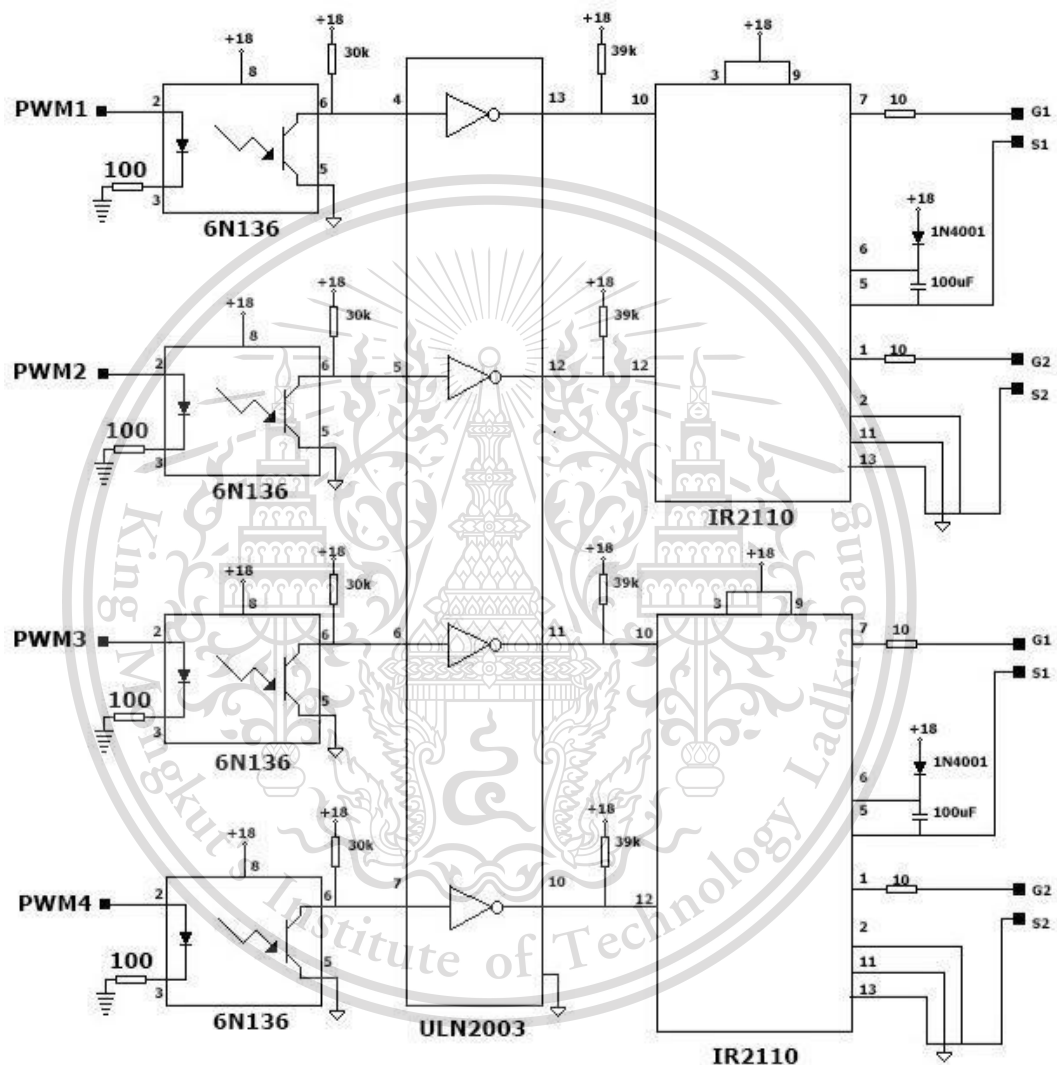 +18
+18
+18
+18
30k
39k
8
3
9
PWM1
2
6
4
13
10
7
10
G1
S1
100
3
5
+18
1N4001
6
5
100uF
6N136
+18
+18
+18
30k
39k
8
PWM2
2
6
5
12
12
1
10
G2
S2
100
3
5
2
11
13
6N136
IR2110
+18
+18
+18
+18
30k
39k
8
3
9
PWM3
2
6
6
11
10
7
10
G1
S1
100
3
5
+18
1N4001
6
5
100uF
6N136
+18
+18
+18
30k
39k
8
PWM4
2
6
7
10
12
1
10
G2
S2
100
3
5
2
11
13
6N136
ULN2003
IR2110
King Mongkut's Institute of Technology Ladkrabang